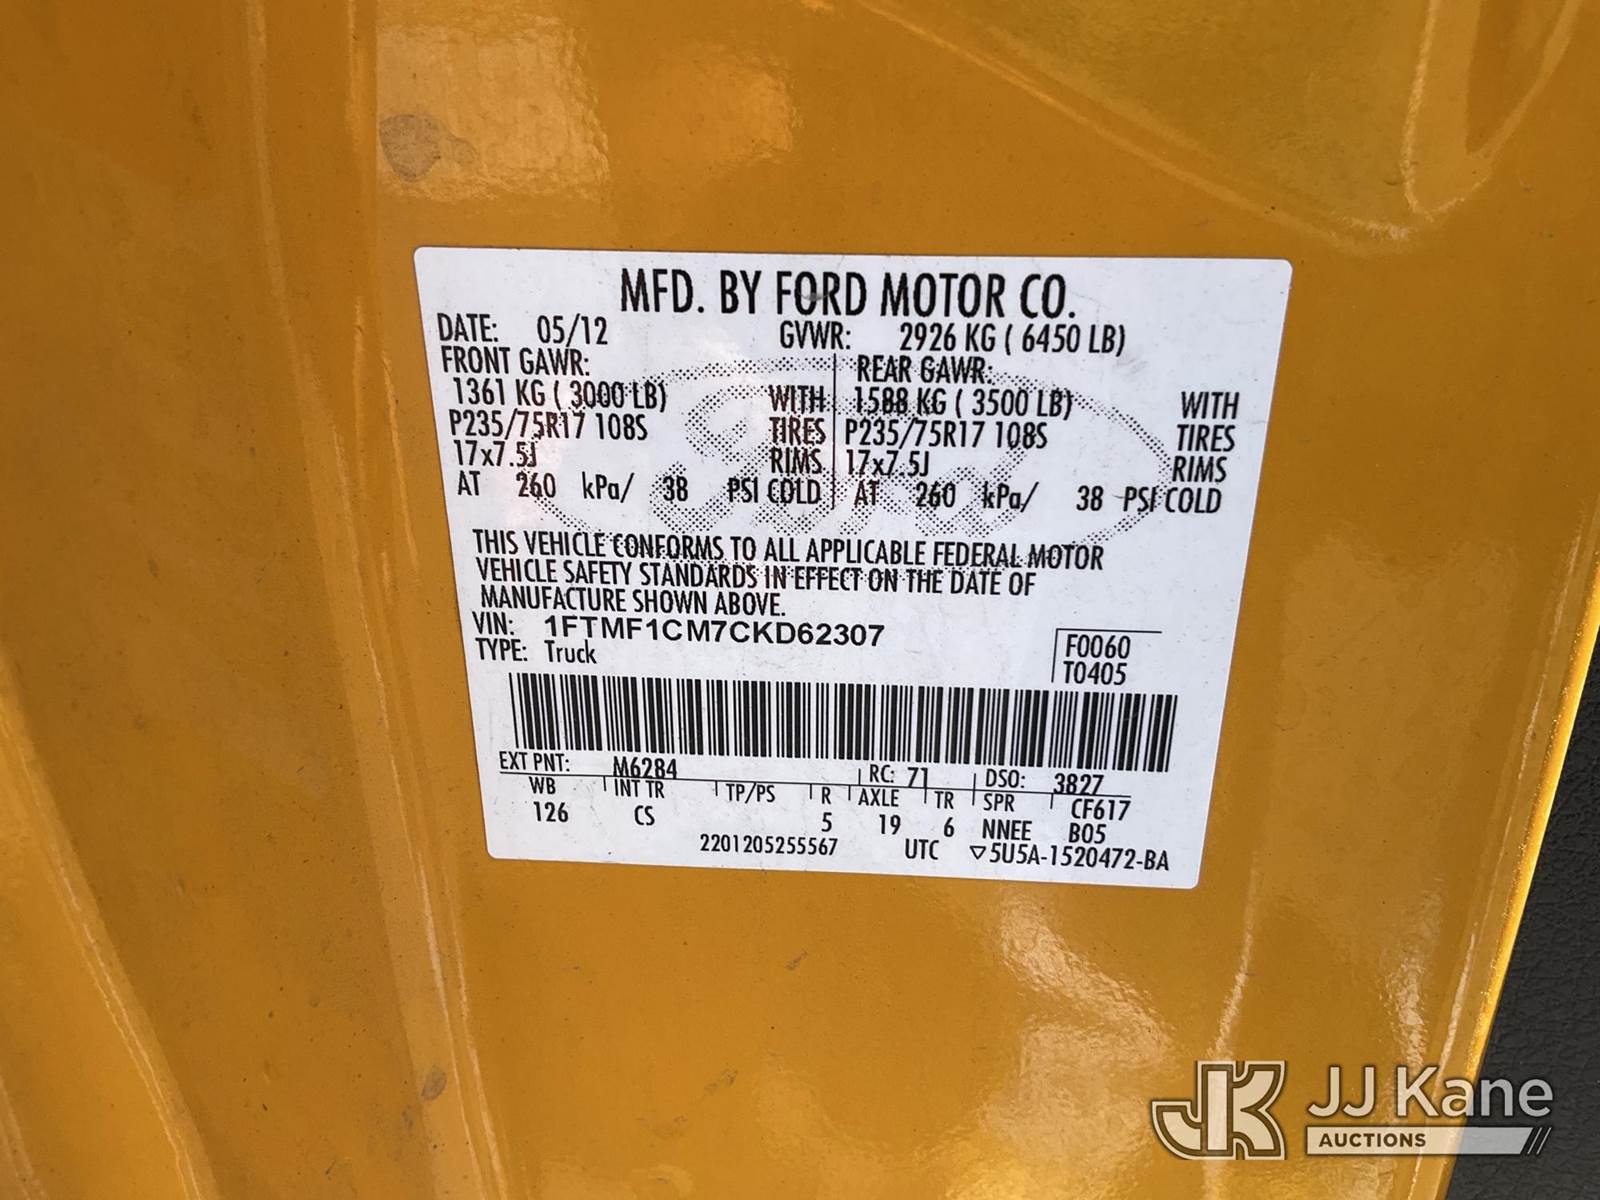 MFD. BY FORD MOTOR CO.
DATE: 05/12 GVWR: 2926 KG ( 6450 LB)
FRONT GAWR: REAR GAWR:
1361 KG ( 3000 LB) WITH 1588 KG ( 3500 LB) WITH
P235/75R17 108S TIRES P235/75R17 108S TIRES
17x7.5J RIMS 17x7.5J RIMS
AT 260 kPa/ 38 PSI COLD AT 260 kPa/ 38 PSI COLD
THIS VEHICLE CONFORMS TO ALL APPLICABLE FEDERAL MOTOR
VEHICLE SAFETY STANDARDS IN EFFECT ON THE DATE OF
MANUFACTURE SHOWN ABOVE.
VIN: 1FTMF1CM7CKD62307 F0060
TYPE: Truck T0405
EXT PNT: M6284 RC: 71 DSO: 3827
WB INT TR TP/PS R AXLE TR SPR CF617
126 CS 5 19 6 NNEE B05
2201205255567 UTC ▽5U5A-1520472-BA
JK JJ Kane
AUCTIONS